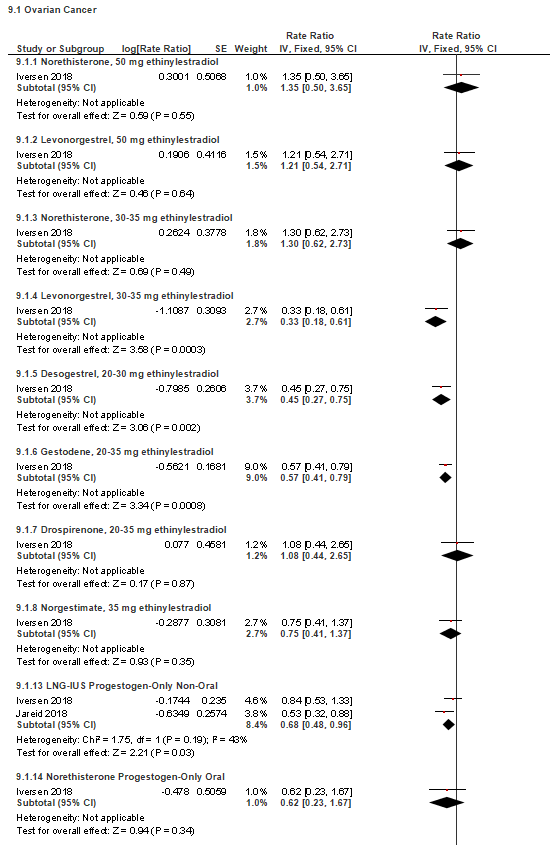 9.1 Ovarian Cancer
Rate Ratio Rate Ratio
Study or Subgroup log[Rate Ratio] SE Weight IV, Fixed, 95% CI IV, Fixed, 95% CI
9.1.1 Norethisterone, 50 mg ethinylestradiol
Iversen 2018 0.3001 0.5068 1.0% 1.35 [0.50, 3.65]
Subtotal (95% CI) 1.0% 1.35 [0.50, 3.65]
Heterogeneity: Not applicable
Test for overall effect: Z = 0.59 (P = 0.55)
9.1.2 Levonorgestrel, 50 mg ethinylestradiol
Iversen 2018 0.1906 0.4116 1.5% 1.21 [0.54, 2.71]
Subtotal (95% CI) 1.5% 1.21 [0.54, 2.71]
Heterogeneity: Not applicable
Test for overall effect: Z = 0.46 (P = 0.64)
9.1.3 Norethisterone, 30-35 mg ethinylestradiol
Iversen 2018 0.2624 0.3778 1.8% 1.30 [0.62, 2.73]
Subtotal (95% CI) 1.8% 1.30 [0.62, 2.73]
Heterogeneity: Not applicable
Test for overall effect: Z = 0.69 (P = 0.49)
9.1.4 Levonorgestrel, 30-35 mg ethinylestradiol
Iversen 2018 -1.1087 0.3093 2.7% 0.33 [0.18, 0.61]
Subtotal (95% CI) 2.7% 0.33 [0.18, 0.61]
Heterogeneity: Not applicable
Test for overall effect: Z = 3.58 (P = 0.0003)
9.1.5 Desogestrel, 20-30 mg ethinylestradiol
Iversen 2018 -0.7985 0.2606 3.7% 0.45 [0.27, 0.75]
Subtotal (95% CI) 3.7% 0.45 [0.27, 0.75]
Heterogeneity: Not applicable
Test for overall effect: Z = 3.06 (P = 0.002)
9.1.6 Gestodene, 20-35 mg ethinylestradiol
Iversen 2018 -0.5621 0.1681 9.0% 0.57 [0.41, 0.79]
Subtotal (95% CI) 9.0% 0.57 [0.41, 0.79]
Heterogeneity: Not applicable
Test for overall effect: Z = 3.34 (P = 0.0008)
9.1.7 Drospirenone, 20-35 mg ethinylestradiol
Iversen 2018 0.077 0.4581 1.2% 1.08 [0.44, 2.65]
Subtotal (95% CI) 1.2% 1.08 [0.44, 2.65]
Heterogeneity: Not applicable
Test for overall effect: Z = 0.17 (P = 0.87)
9.1.8 Norgestimate, 35 mg ethinylestradiol
Iversen 2018 -0.2877 0.3081 2.7% 0.75 [0.41, 1.37]
Subtotal (95% CI) 2.7% 0.75 [0.41, 1.37]
Heterogeneity: Not applicable
Test for overall effect: Z = 0.93 (P = 0.35)
9.1.13 LNG-IUS Progestogen-Only Non-Oral
Iversen 2018 -0.1744 0.235 4.6% 0.84 [0.53, 1.33]
Jareid 2018 -0.6349 0.2574 3.8% 0.53 [0.32, 0.88]
Subtotal (95% CI) 8.4% 0.68 [0.48, 0.96]
Heterogeneity: Chi² = 1.75, df = 1 (P = 0.19); I² = 43%
Test for overall effect: Z = 2.21 (P = 0.03)
9.1.14 Norethisterone Progestogen-Only Oral
Iversen 2018 -0.478 0.5059 1.0% 0.62 [0.23, 1.67]
Subtotal (95% CI) 1.0% 0.62 [0.23, 1.67]
Heterogeneity: Not applicable
Test for overall effect: Z = 0.94 (P = 0.34)